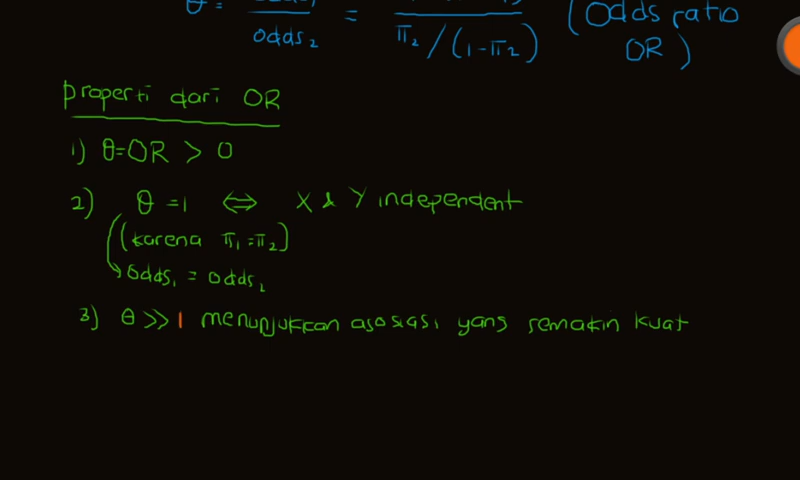 θ = odds₂ = π₂/(1-π₂) (Odds ratio OR)
properti dari OR
1) θ=OR > 0
2) θ =1 ⇔ X & Y independent
(karena π₁=π₂)
↳ odds₁ = odds₂
3) θ >> 1 menunjukkan asosiasi yang semakin kuat